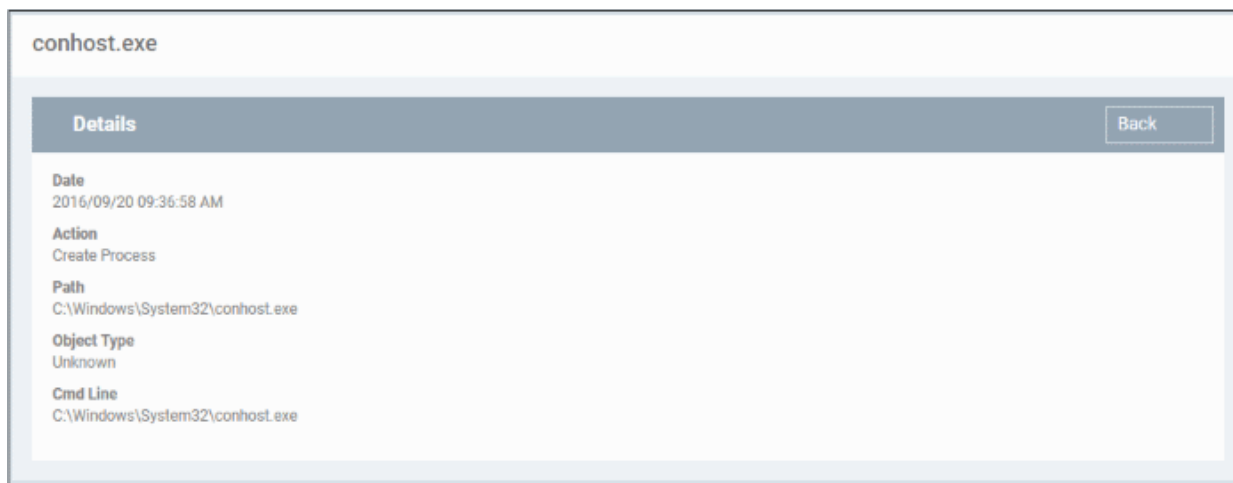 conhost.exe
Details
Back
Date
2016/09/20 09:36:58 AM
Action
Create Process
Path
C:\Windows\System32\conhost.exe
Object Type
Unknown
Cmd Line
C:\Windows\System32\conhost.exe